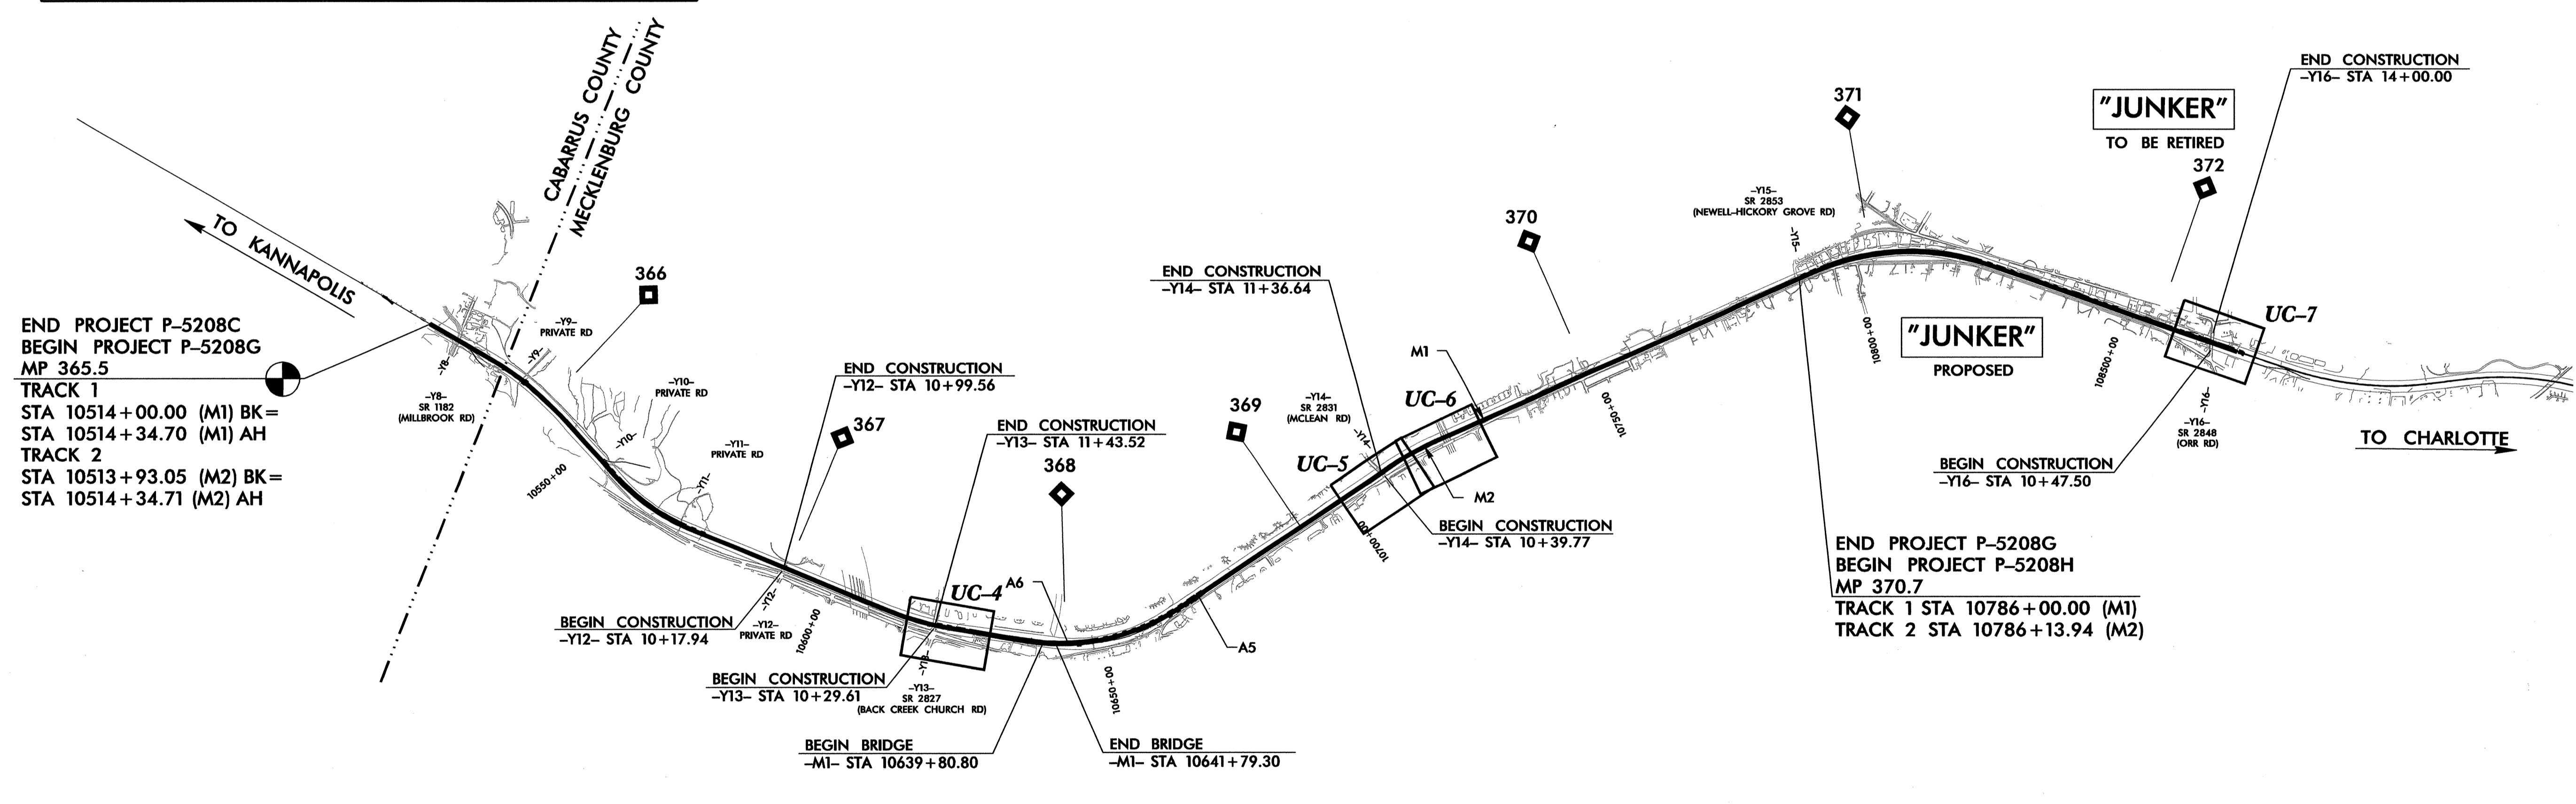 CABARRUS COUNTY
MECKLENBURG COUNTY
TO KANNAPOLIS
END PROJECT P–5208C
BEGIN PROJECT P–5208G
MP 365.5
TRACK 1
STA 10514+00.00 (M1) BK=
STA 10514+34.70 (M1) AH
TRACK 2
STA 10513+93.05 (M2) BK=
STA 10514+34.71 (M2) AH
–Y8–
–Y8–
SR 1182
(MILLBROOK RD)
–Y9–
PRIVATE RD
–Y9–
366
–Y10–
PRIVATE RD
–Y10–
–Y11–
PRIVATE RD
–Y11–
10550+00
END CONSTRUCTION
–Y12– STA 10+99.56
367
BEGIN CONSTRUCTION
–Y12– STA 10+17.94
–Y12–
–Y12–
PRIVATE RD
10600+00
END CONSTRUCTION
–Y13– STA 11+43.52
368
UC–4
A6
BEGIN CONSTRUCTION
–Y13– STA 10+29.61
–Y13–
–Y13–
SR 2827
(BACK CREEK CHURCH RD)
BEGIN BRIDGE
–M1– STA 10639+80.80
END BRIDGE
–M1– STA 10641+79.30
10650+00
A5
369
END CONSTRUCTION
–Y14– STA 11+36.64
–Y14–
SR 2831
(MCLEAN RD)
–Y14–
UC–5
UC–6
M1
M2
10700+00
BEGIN CONSTRUCTION
–Y14– STA 10+39.77
370
10750+00
–Y15–
SR 2853
(NEWELL–HICKORY GROVE RD)
–Y15–
371
10800+00
"JUNKER"
PROPOSED
END PROJECT P–5208G
BEGIN PROJECT P–5208H
MP 370.7
TRACK 1 STA 10786+00.00 (M1)
TRACK 2 STA 10786+13.94 (M2)
"JUNKER"
TO BE RETIRED
372
END CONSTRUCTION
–Y16– STA 14+00.00
UC–7
108500+00
BEGIN CONSTRUCTION
–Y16– STA 10+47.50
–Y16–
–Y16–
SR 2848
(ORR RD)
TO CHARLOTTE